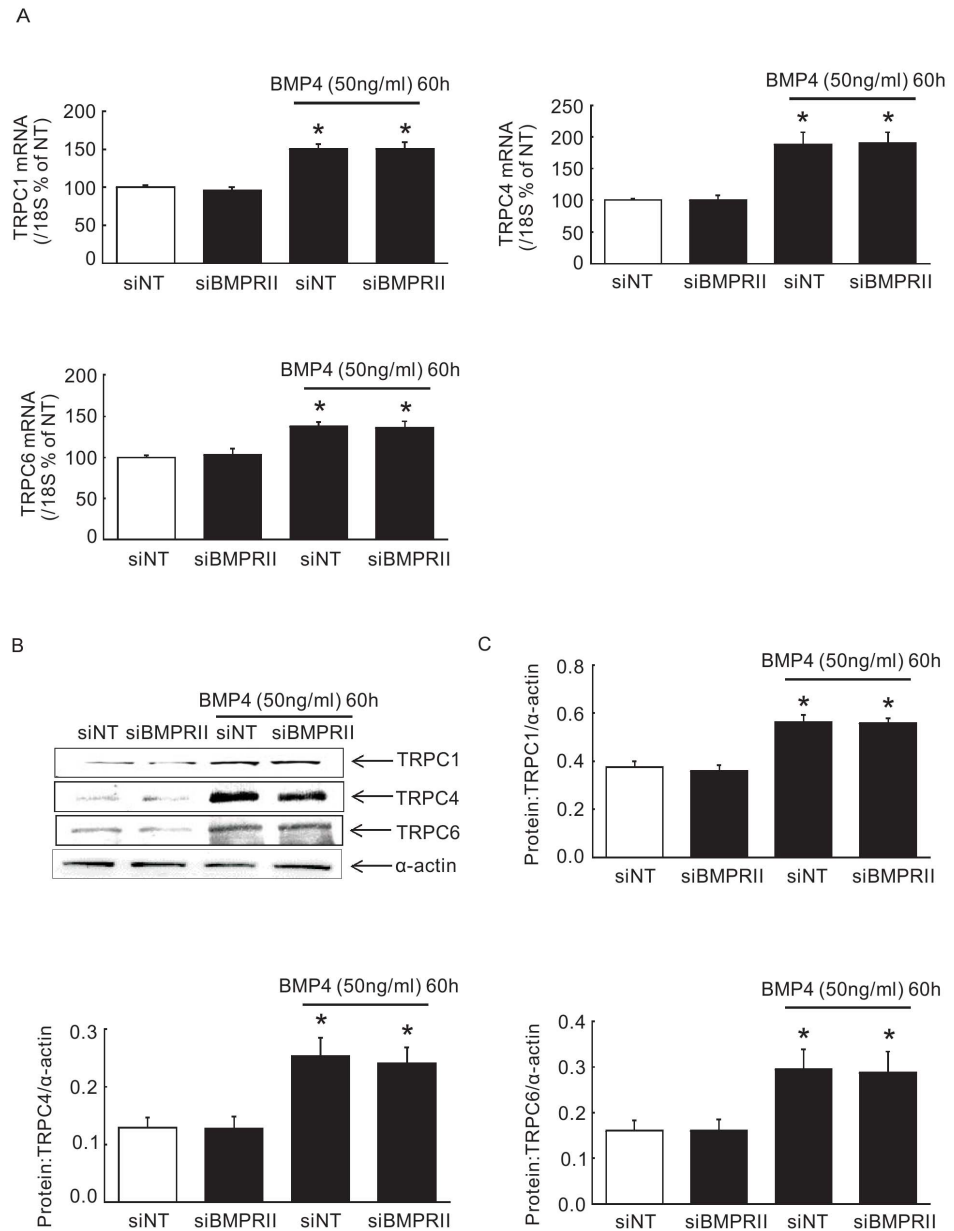 A
BMP4 (50ng/ml) 60h
TRPC1 mRNA
(/18S % of NT)
200
150
100
50
0
*
*
siNT siBMPRII siNT siBMPRII
BMP4 (50ng/ml) 60h
TRPC4 mRNA
(/18S % of NT)
250
200
150
100
50
0
*
*
siNT siBMPRII siNT siBMPRII
BMP4 (50ng/ml) 60h
TRPC6 mRNA
(/18S % of NT)
200
150
100
50
0
*
*
siNT siBMPRII siNT siBMPRII
B
BMP4 (50ng/ml) 60h
siNT siBMPRII siNT siBMPRII
TRPC1
TRPC4
TRPC6
α-actin
C
BMP4 (50ng/ml) 60h
Protein:TRPC1/α-actin
0.8
0.6
0.4
0.2
0.0
*
*
siNT siBMPRII siNT siBMPRII
BMP4 (50ng/ml) 60h
Protein:TRPC4/α-actin
0.3
0.2
0.1
0.0
*
*
siNT siBMPRII siNT siBMPRII
BMP4 (50ng/ml) 60h
Protein:TRPC6/α-actin
0.4
0.3
0.2
0.1
0.0
*
*
siNT siBMPRII siNT siBMPRII